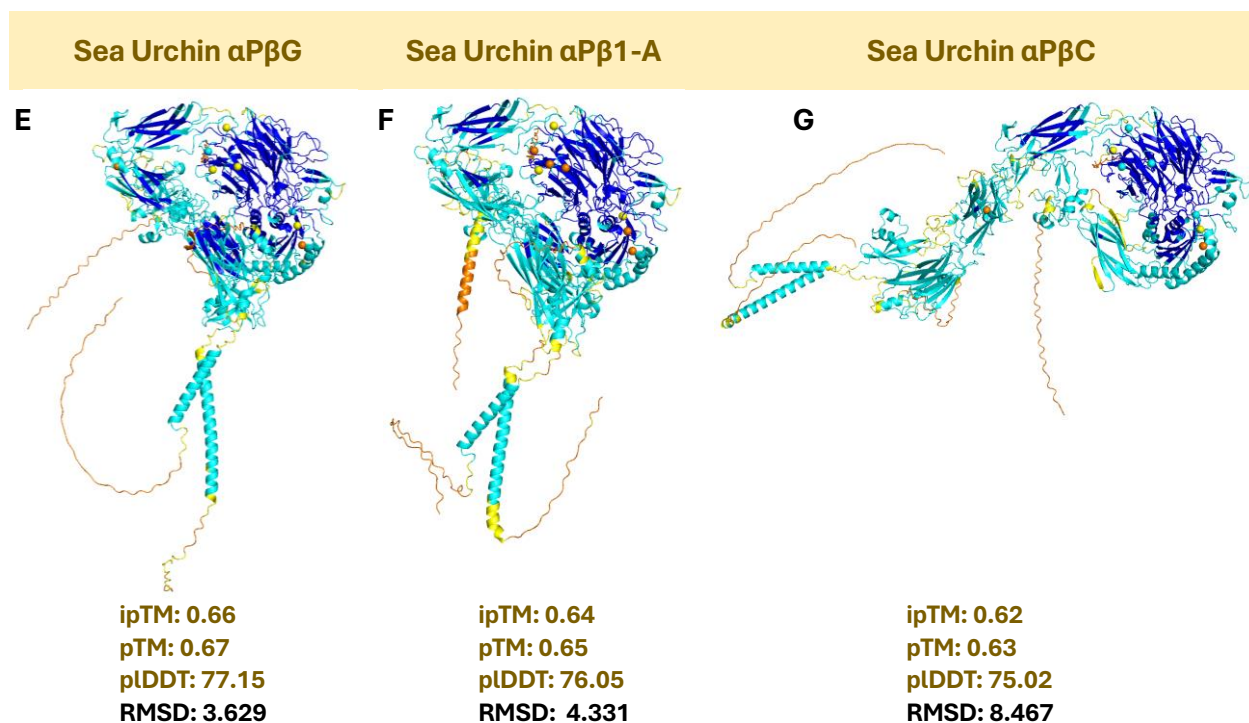 Sea Urchin αPβG
Sea Urchin αPβ1-A
Sea Urchin αPβC
E
F
G
ipTM: 0.66
pTM: 0.67
plDDT: 77.15
RMSD: 3.629
ipTM: 0.64
pTM: 0.65
plDDT: 76.05
RMSD: 4.331
ipTM: 0.62
pTM: 0.63
plDDT: 75.02
RMSD: 8.467